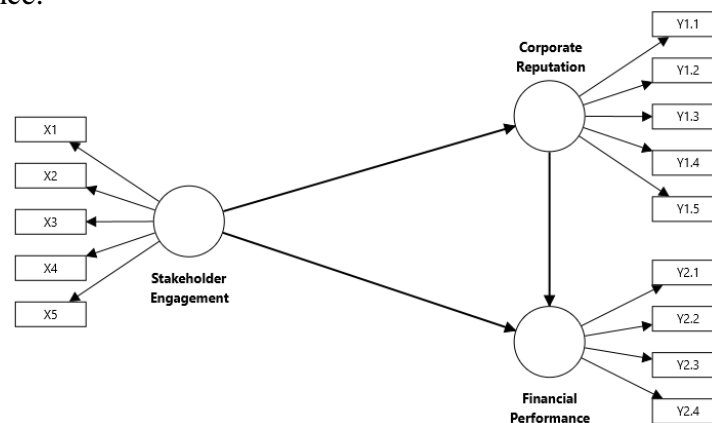 X1
X2
X3
X4
X5
Stakeholder
Engagement
Corporate
Reputation
Y1.1
Y1.2
Y1.3
Y1.4
Y1.5
Financial
Performance
Y2.1
Y2.2
Y2.3
Y2.4